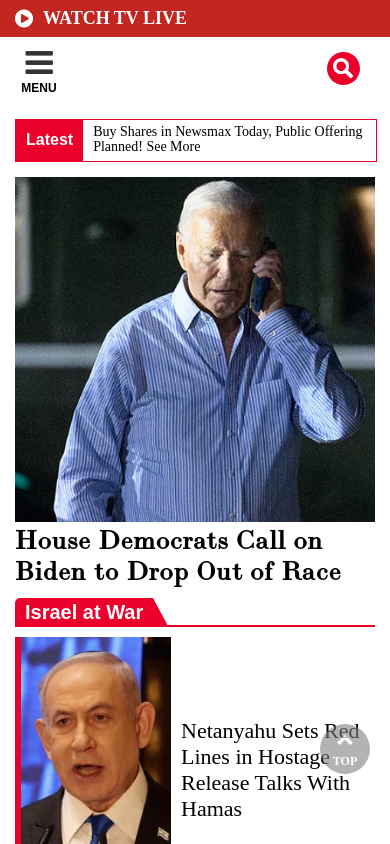 WATCH TV LIVE
MENU
Latest
Buy Shares in Newsmax Today, Public Offering
Planned! See More
House Democrats Call on
Biden to Drop Out of Race
Israel at War
Netanyahu Sets Red
Lines in Hostage
Release Talks With
Hamas
TOP